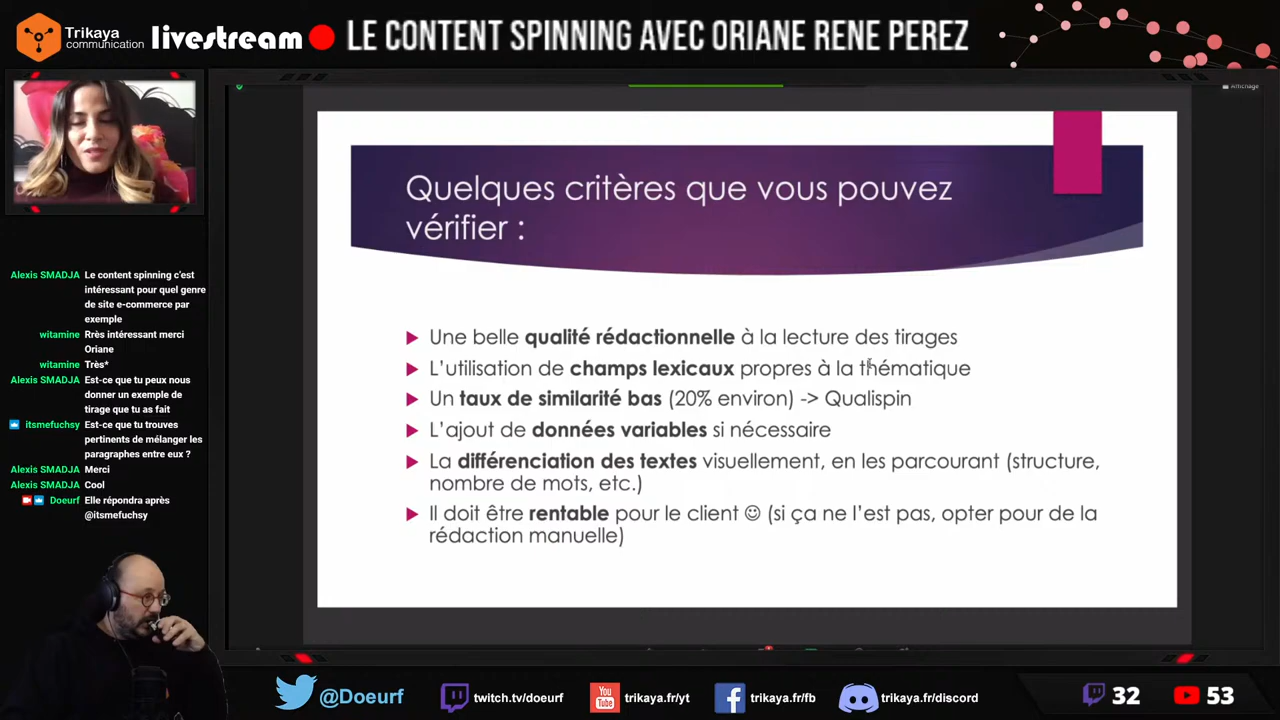 Trikaya
communication
livestream
LE CONTENT SPINNING AVEC ORIANE RENE PEREZ
Affichage
Quelques critères que vous pouvez
vérifier :
Une belle qualité rédactionnelle à la lecture des tirages
L'utilisation de champs lexicaux propres à la thématique
Un taux de similarité bas (20% environ) -> Qualispin
L'ajout de données variables si nécessaire
La différenciation des textes visuellement, en les parcourant (structure,
nombre de mots, etc.)
Il doit être rentable pour le client ☺ (si ça ne l'est pas, opter pour de la
rédaction manuelle)
Alexis SMADJA Le content spinning c'est
intéressant pour quel genre
de site e-commerce par
exemple
witamine Rrès intéressant merci
Oriane
witamine Très*
Alexis SMADJA Est-ce que tu peux nous
donner un exemple de
tirage que tu as fait
itsmefuchsy Est-ce que tu trouves
pertinents de mélanger les
paragraphes entre eux ?
Alexis SMADJA Merci
Alexis SMADJA Cool
Doeurf Elle répondra après
@itsmefuchsy
@Doeurf
twitch.tv/doeurf
You Tube
trikaya.fr/yt
trikaya.fr/fb
trikaya.fr/discord
32
53